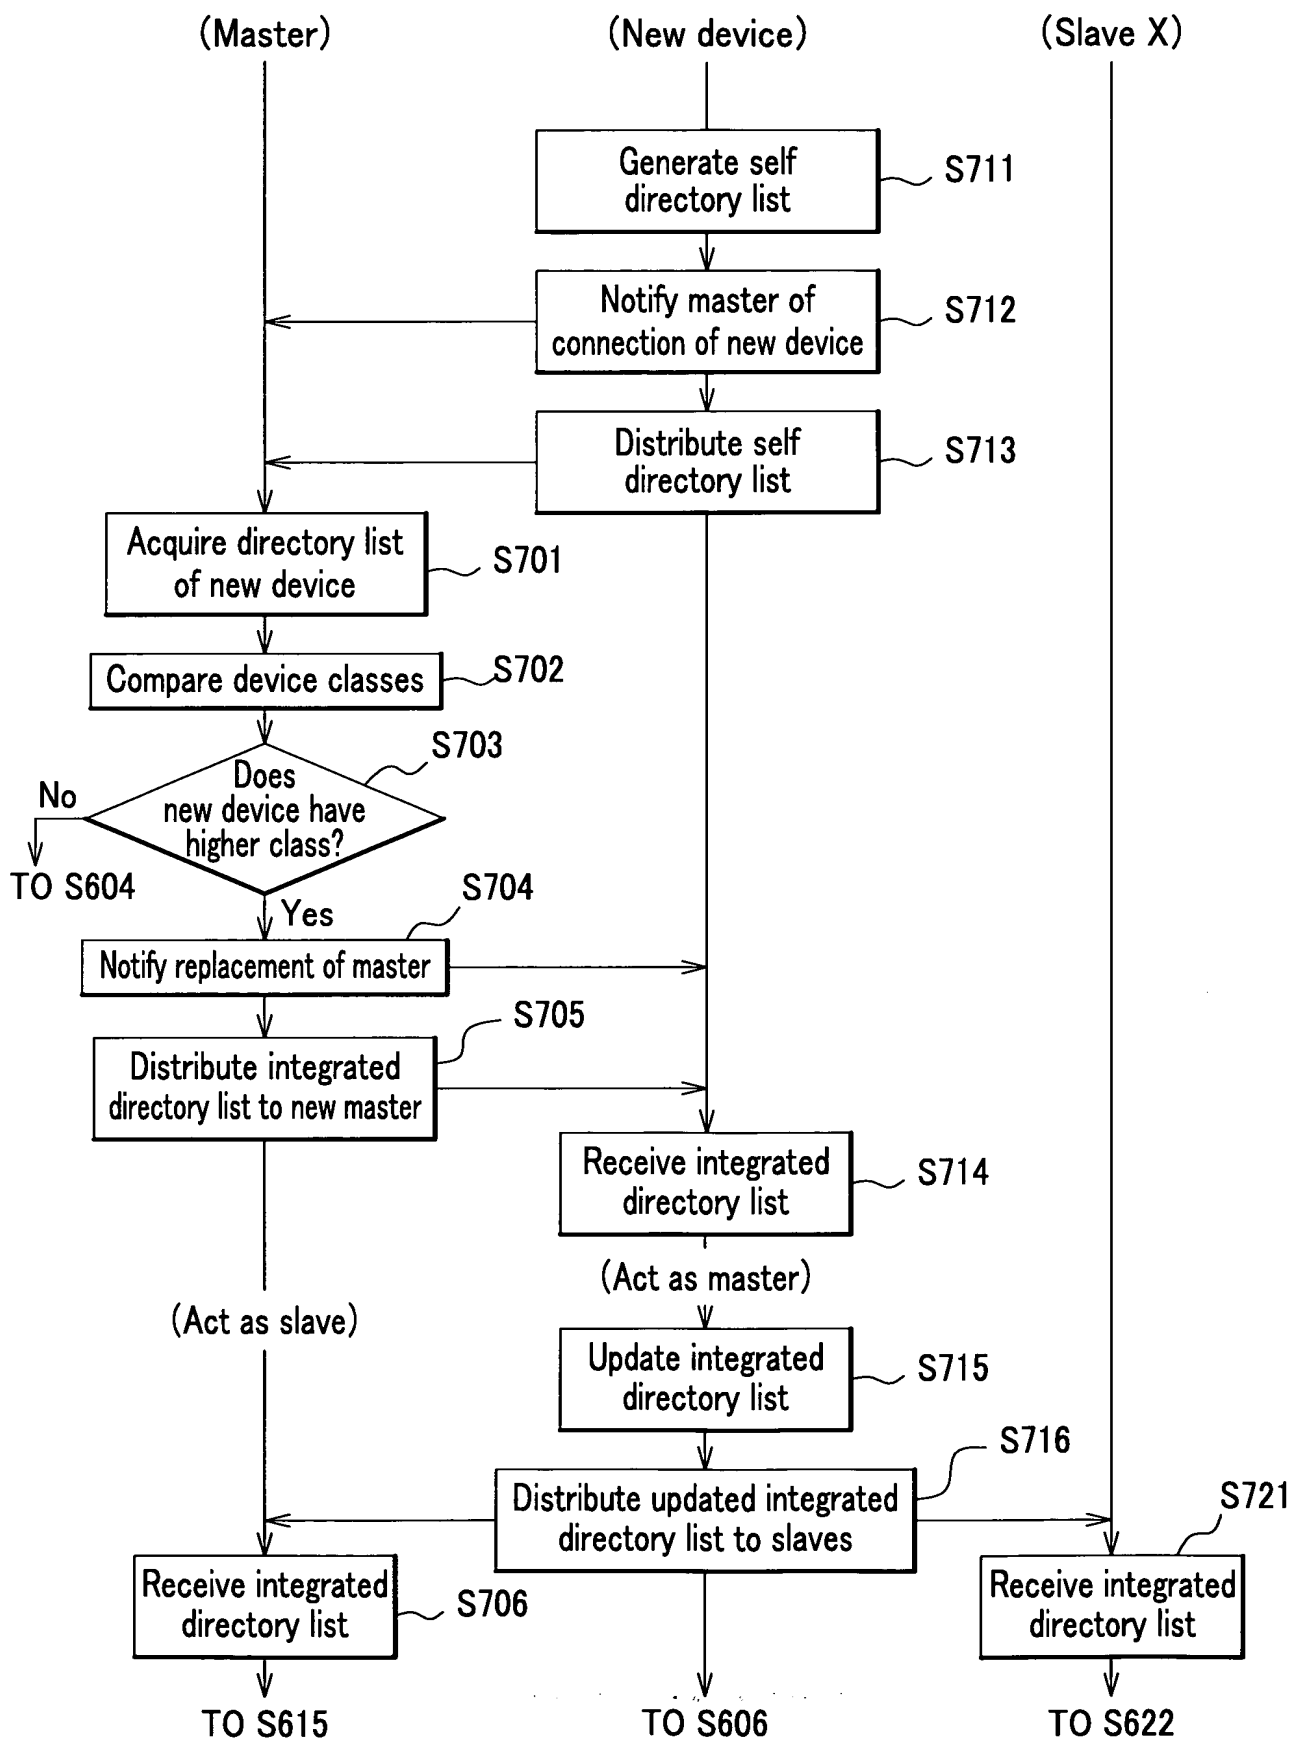 (Master)
(New device)
(Slave X)
Generate self
directory list
S711
Notify master of
connection of new device
S712
Distribute self
directory list
S713
Acquire directory list
of new device
S701
Compare device classes
S702
S703
Does
new device have
higher class?
No
TO S604
Yes
S704
Notify replacement of master
S705
Distribute integrated
directory list to new master
Receive integrated
directory list
S714
(Act as master)
(Act as slave)
Update integrated
directory list
S715
S716
Distribute updated integrated
directory list to slaves
S721
Receive integrated
directory list
S706
Receive integrated
directory list
TO S615
TO S606
TO S622